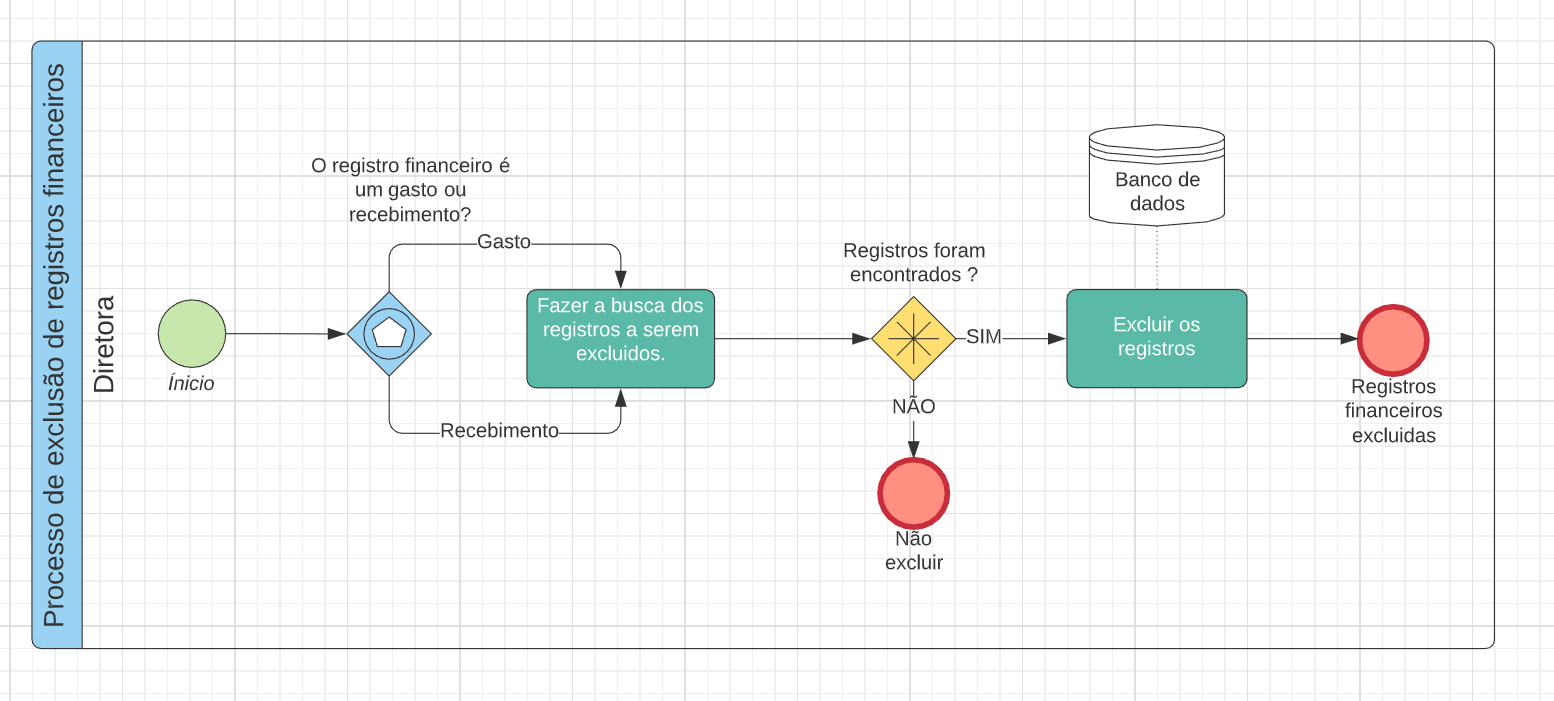 Processo de exclusão de registros financeiros
Diretora
Ínicio
O registro financeiro é
um gasto ou
recebimento?
Gasto
Recebimento
Fazer a busca dos
registros a serem
excluidos.
Registros foram
encontrados ?
SIM
NÃO
Não
excluir
Banco de
dados
Excluir os
registros
Registros
financeiros
excluidas